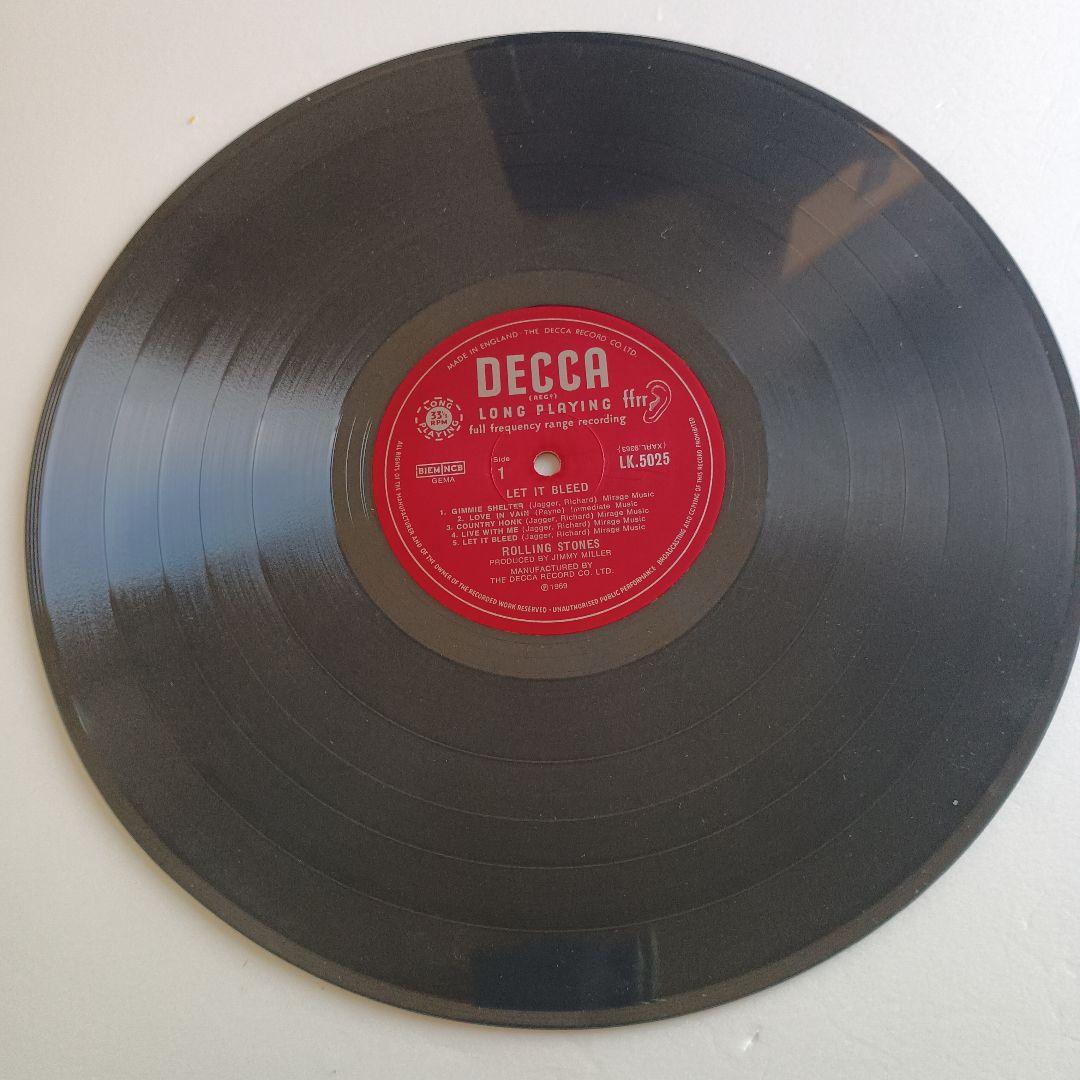 MADE IN ENGLAND · THE DECCA RECORD CO LTD.
DECCA
(REGD)
LONG PLAYING
ffrr
full frequency range recording
LONG PLAYING
33⅓ RPM
BIEM NCB
GEMA
Side
1
(XARL.9363)
LK.5025
LET IT BLEED
1. GIMMIE SHELTER (Jagger, Richard) Mirage Music
2. LOVE IN VAIN (Payne) Immediate Music
3. COUNTRY HONK (Jagger, Richard) Mirage Music
4. LIVE WITH ME (Jagger, Richard) Mirage Music
5. LET IT BLEED (Jagger, Richard) Mirage Music
ROLLING STONES
PRODUCED BY JIMMY MILLER
MANUFACTURED BY
THE DECCA RECORD CO. LTD.
℗ 1969
ALL RIGHTS OF THE MANUFACTURER AND OF THE OWNER OF THE RECORDED WORK RESERVED · UNAUTHORISED PUBLIC PERFORMANCE BROADCASTING AND COPYING OF THIS RECORD PROHIBITED